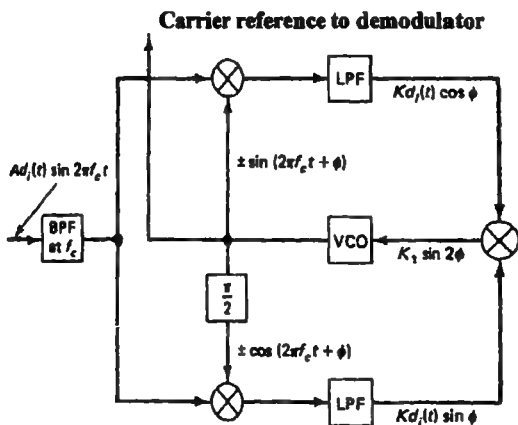 Carrier reference to demodulator
LPF
Kd_i(t) cos ϕ
± sin (2πf_c t + ϕ)
Ad_i(t) sin 2πf_c t
BPF
at f_c
VCO
K_1 sin 2ϕ
π/2
± cos (2πf_c t + ϕ)
LPF
Kd_i(t) sin ϕ